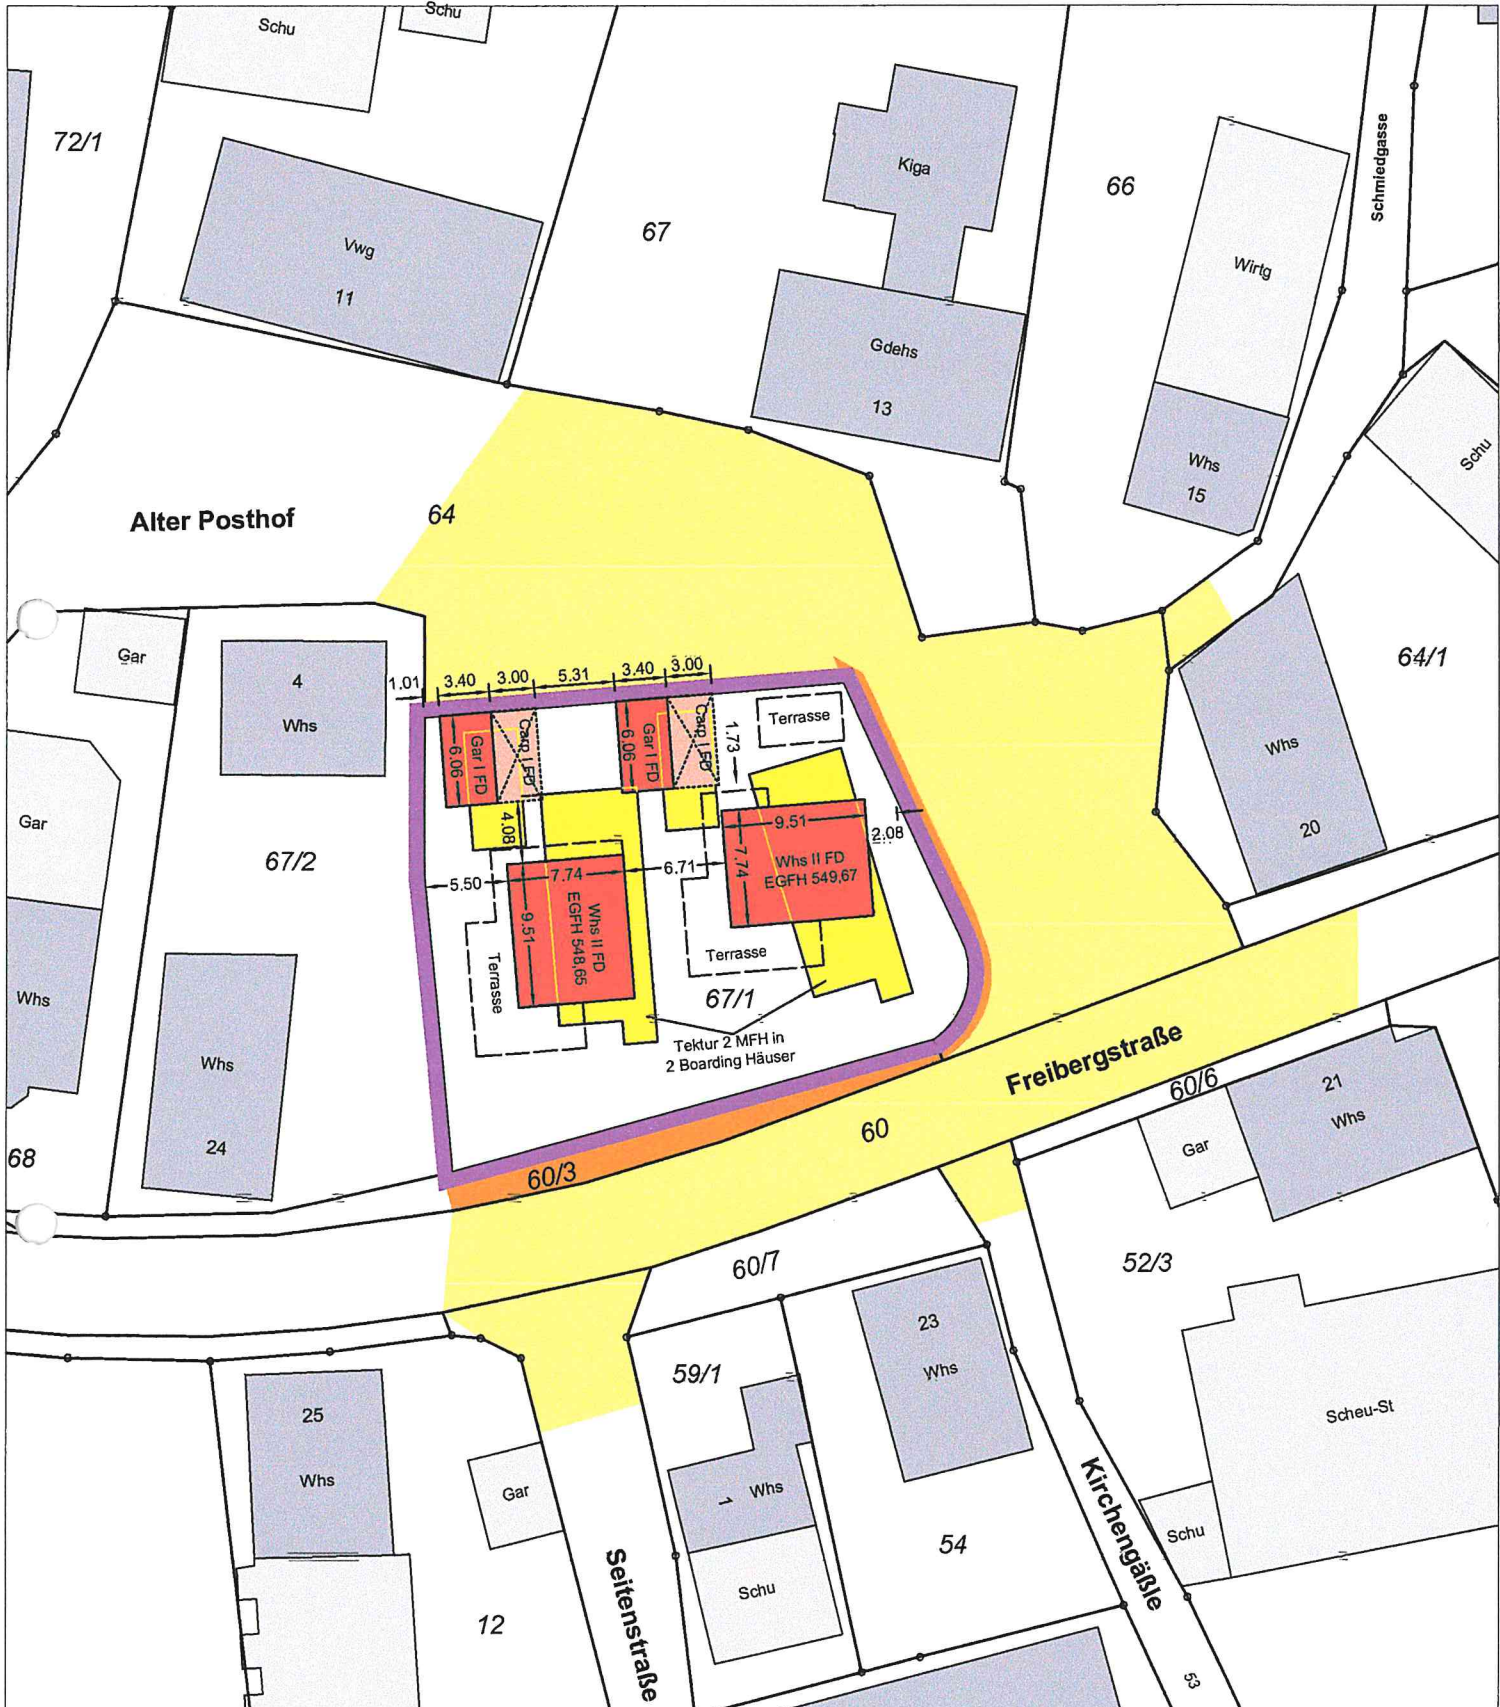 Schu
Schu
72/1
Vwg
11
67
Kiga
66
Schmiedgasse
Wirtg
Gdehs
13
Whs
15
Schu
Alter Posthof
64
Gar
4
Whs
64/1
1.01
3.40
3.00
5.31
3.40
3.00
Gar I FD
6.06
Carp I FD
Gar I FD
6.06
Carp I FD
1.73
Terrasse
Whs
20
Gar
67/2
4.08
5.50
7.74
6.71
9.51
7.74
2.08
Whs II FD
EGFH 549,67
Whs II FD
EGFH 548,65
9.51
Terrasse
Terrasse
67/1
Tektur 2 MFH in
2 Boarding Häuser
Whs
Whs
24
68
Freibergstraße
60/6
21
Whs
Gar
60
60/3
60/7
52/3
23
Whs
59/1
25
Whs
Gar
1
Whs
Schu
54
Scheu-St
Schu
Kirchengäßle
Seitenstraße
12
53